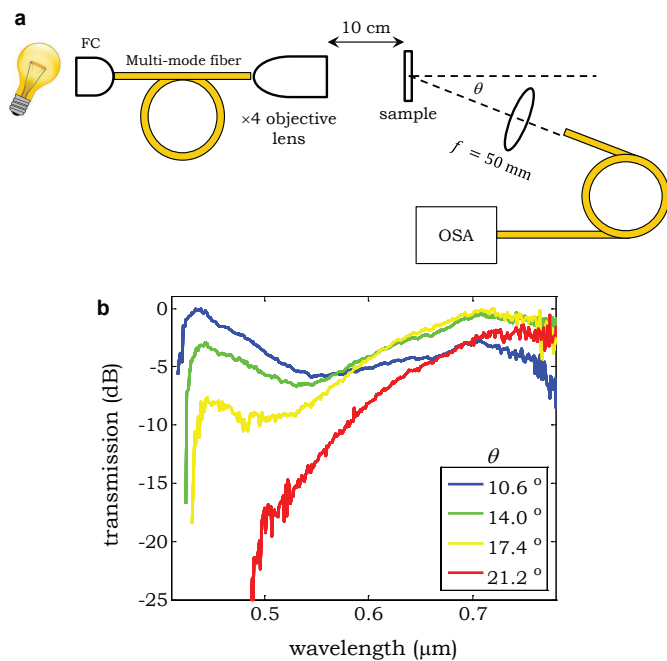 a
FC
Multi-mode fiber
×4 objective
lens
10 cm
sample
θ
f = 50 mm
OSA
b
transmission (dB)
0
-5
-10
-15
-20
-25
0.5
0.6
0.7
wavelength (μm)
θ
10.6 º
14.0 º
17.4 º
21.2 º